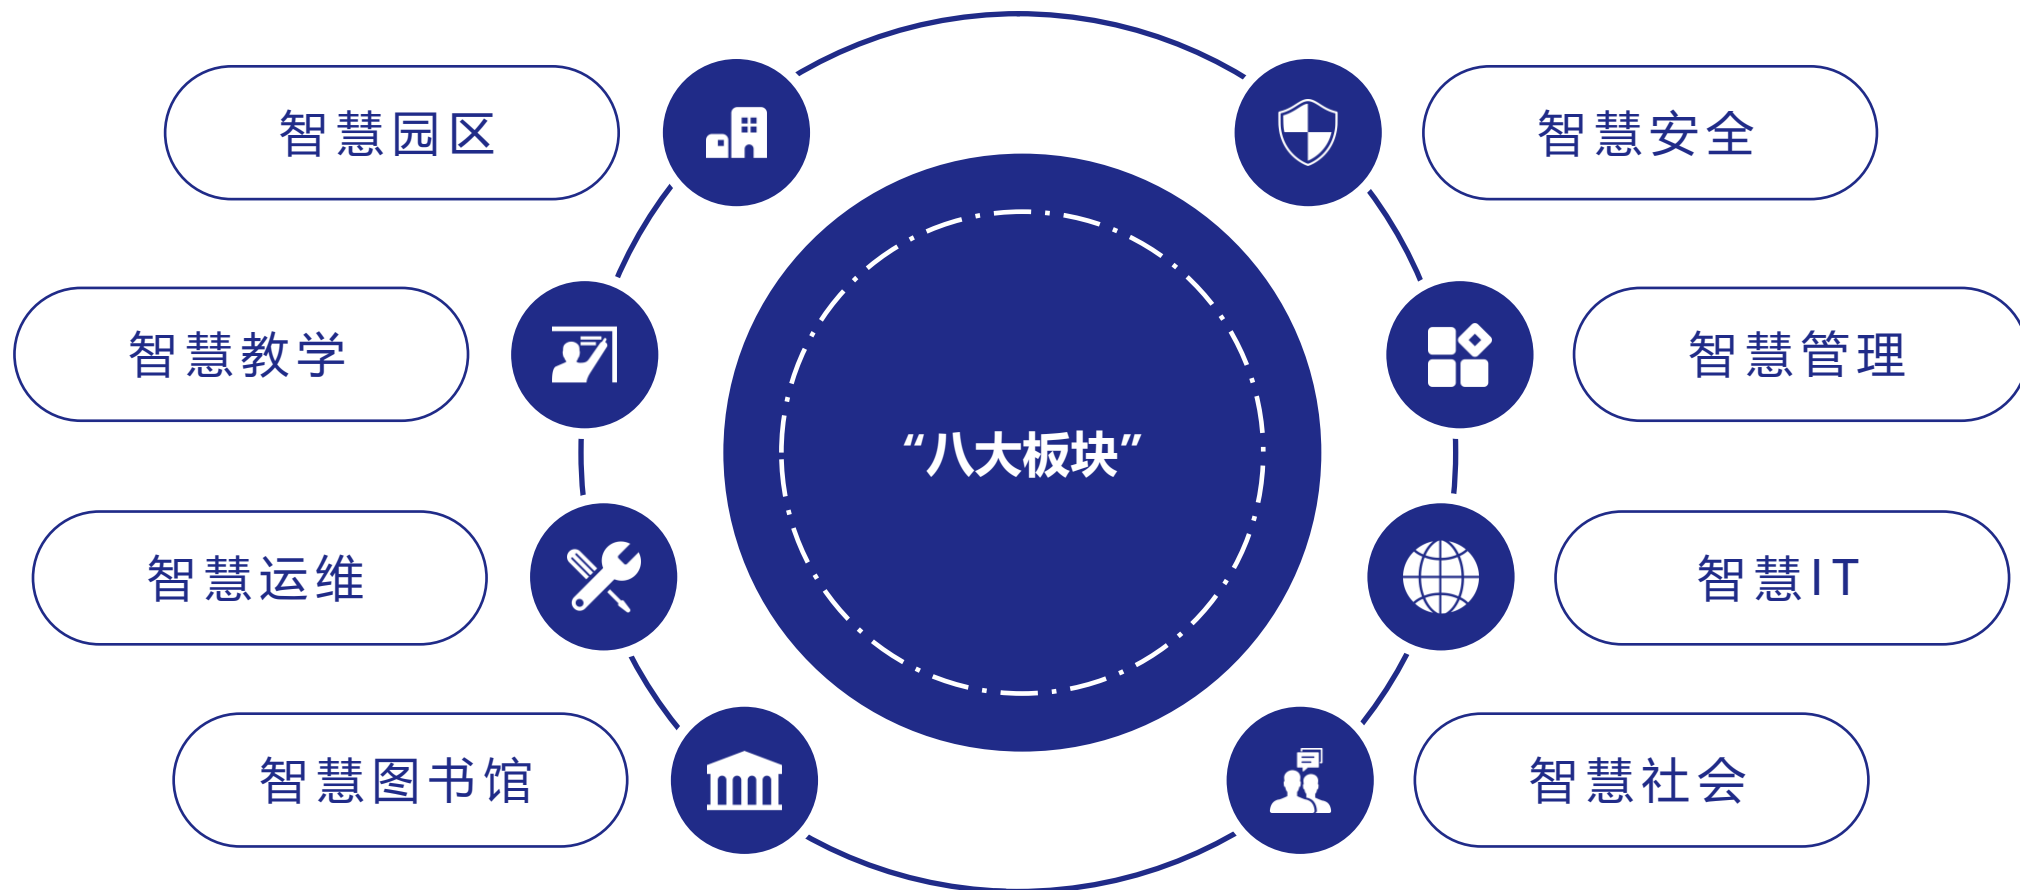 智慧园区
智慧安全
智慧教学
智慧管理
“八大板块”
智慧运维
智慧IT
智慧图书馆
智慧社会